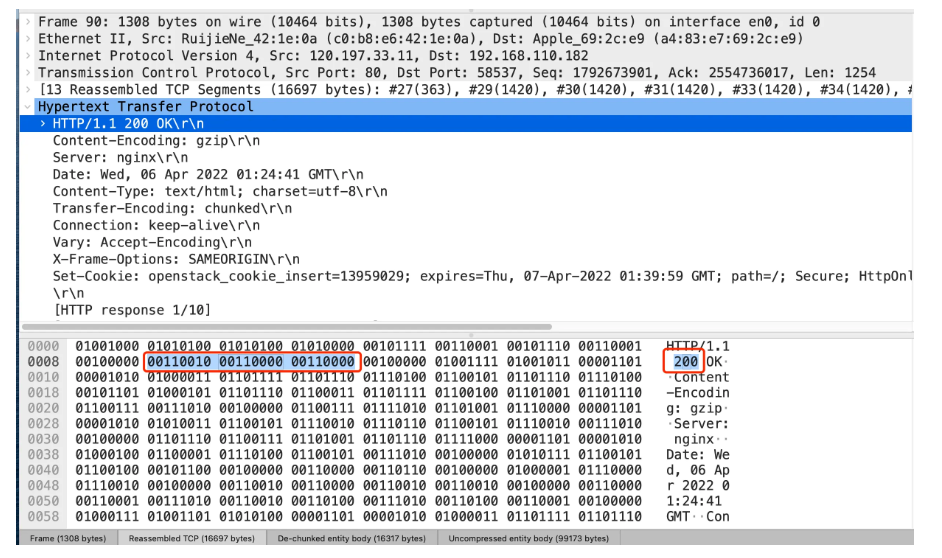 Frame 90: 1308 bytes on wire (10464 bits), 1308 bytes captured (10464 bits) on interface en0, id 0
Ethernet II, Src: RuijieNe_42:1e:0a (c0:b8:e6:42:1e:0a), Dst: Apple_69:2c:e9 (a4:83:e7:69:2c:e9)
Internet Protocol Version 4, Src: 120.197.33.11, Dst: 192.168.110.182
Transmission Control Protocol, Src Port: 80, Dst Port: 58537, Seq: 1792673901, Ack: 2554736017, Len: 1254
[13 Reassembled TCP Segments (16697 bytes): #27(363), #29(1420), #30(1420), #31(1420), #33(1420), #34(1420), #
Hypertext Transfer Protocol
HTTP/1.1 200 OK\r\n
Content-Encoding: gzip\r\n
Server: nginx\r\n
Date: Wed, 06 Apr 2022 01:24:41 GMT\r\n
Content-Type: text/html; charset=utf-8\r\n
Transfer-Encoding: chunked\r\n
Connection: keep-alive\r\n
Vary: Accept-Encoding\r\n
X-Frame-Options: SAMEORIGIN\r\n
Set-Cookie: openstack_cookie_insert=13959029; expires=Thu, 07-Apr-2022 01:39:59 GMT; path=/; Secure; HttpOnl
\r\n
[HTTP response 1/10]
0000 01001000 01010100 01010100 01010000 00101111 00110001 00101110 00110001 HTTP/1.1
0008 00100000 00110010 00110000 00110000 00100000 01001111 01001011 00001101 200 OK·
0010 00001010 01000011 01101111 01101110 01110100 01100101 01101110 01110100 ·Content
0018 00101101 01000101 01101110 01100011 01101111 01100100 01101001 01101110 -Encodin
0020 01100111 00111010 00100000 01100111 01111010 01101001 01110000 00001101 g: gzip·
0028 00001010 01010011 01100101 01110010 01110110 01100101 01110010 00111010 ·Server:
0030 00100000 01101110 01100111 01101001 01101110 01111000 00001101 00001010 nginx··
0038 01000100 01100001 01110100 01100101 00111010 00100000 01010111 01100101 Date: We
0040 01100100 00101100 00100000 00110000 00110110 00100000 01000001 01110000 d, 06 Ap
0048 01110010 00100000 00110010 00110000 00110010 00110010 00100000 00110000 r 2022 0
0050 00110001 00111010 00110010 00110100 00111010 00110100 00110001 00100000 1:24:41
0058 01000111 01001101 01010100 00001101 00001010 01000011 01101111 01101110 GMT··Con
Frame (1308 bytes) Reassembled TCP (16697 bytes) De-chunked entity body (16317 bytes) Uncompressed entity body (99173 bytes)